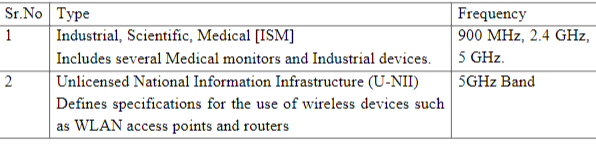 Sr.No Type Frequency
1 Industrial, Scientific, Medical [ISM] 900 MHz, 2.4 GHz,
Includes several Medical monitors and Industrial devices. 5 GHz.
2 Unlicensed National Information Infrastructure (U-NII) 5GHz Band
Defines specifications for the use of wireless devices such
as WLAN access points and routers